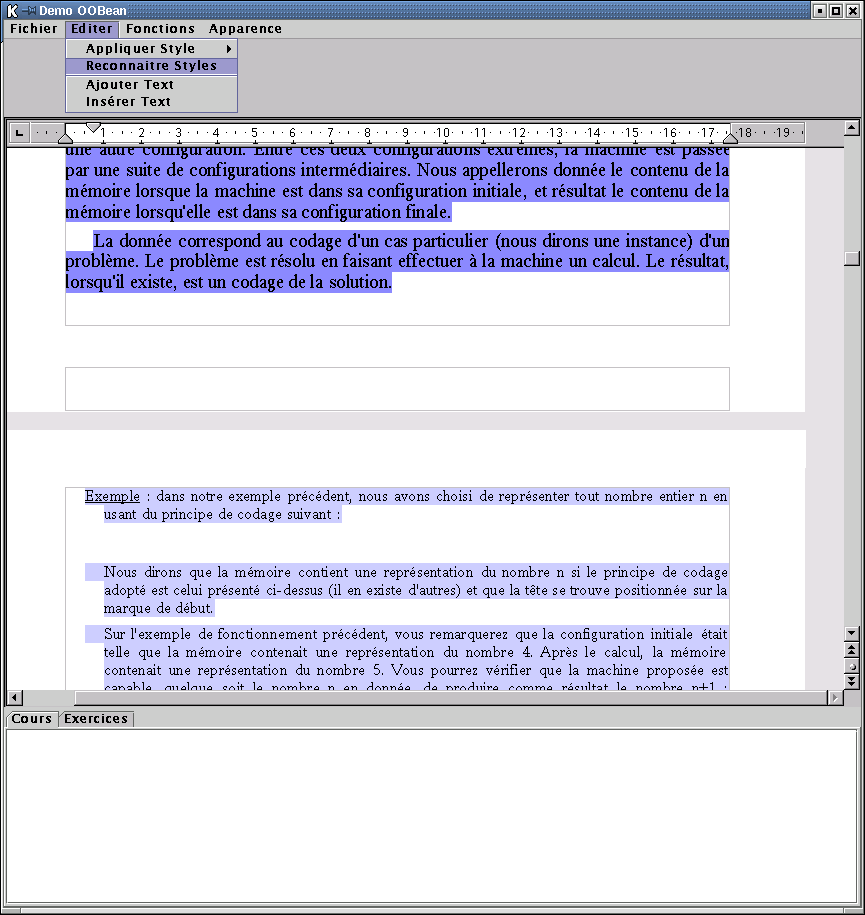 Demo OOBean
Fichier Editer Fonctions Apparence
Appliquer Style
Reconnaitre Styles
Ajouter Text
Insérer Text
1 2 3 4 5 6 7 8 9 10 11 12 13 14 15 16 17 18 19
une autre configuration. Entre ces deux configurations extrêmes, la machine est passée
par une suite de configurations intermédiaires. Nous appellerons donnée le contenu de la
mémoire lorsque la machine est dans sa configuration initiale, et résultat le contenu de la
mémoire lorsqu'elle est dans sa configuration finale.
La donnée correspond au codage d'un cas particulier (nous dirons une instance) d'un
problème. Le problème est résolu en faisant effectuer à la machine un calcul. Le résultat,
lorsqu'il existe, est un codage de la solution.
Exemple : dans notre exemple précédent, nous avons choisi de représenter tout nombre entier n en
usant du principe de codage suivant :
Nous dirons que la mémoire contient une représentation du nombre n si le principe de codage
adopté est celui présenté ci-dessus (il en existe d'autres) et que la tête se trouve positionnée sur la
marque de début.
Sur l'exemple de fonctionnement précédent, vous remarquerez que la configuration initiale était
telle que la mémoire contenait une représentation du nombre 4. Après le calcul, la mémoire
contenait une représentation du nombre 5. Vous pourrez vérifier que la machine proposée est
capable, quelque soit le nombre n en donnée, de produire comme résultat le nombre n+1 :
Cours Exercices